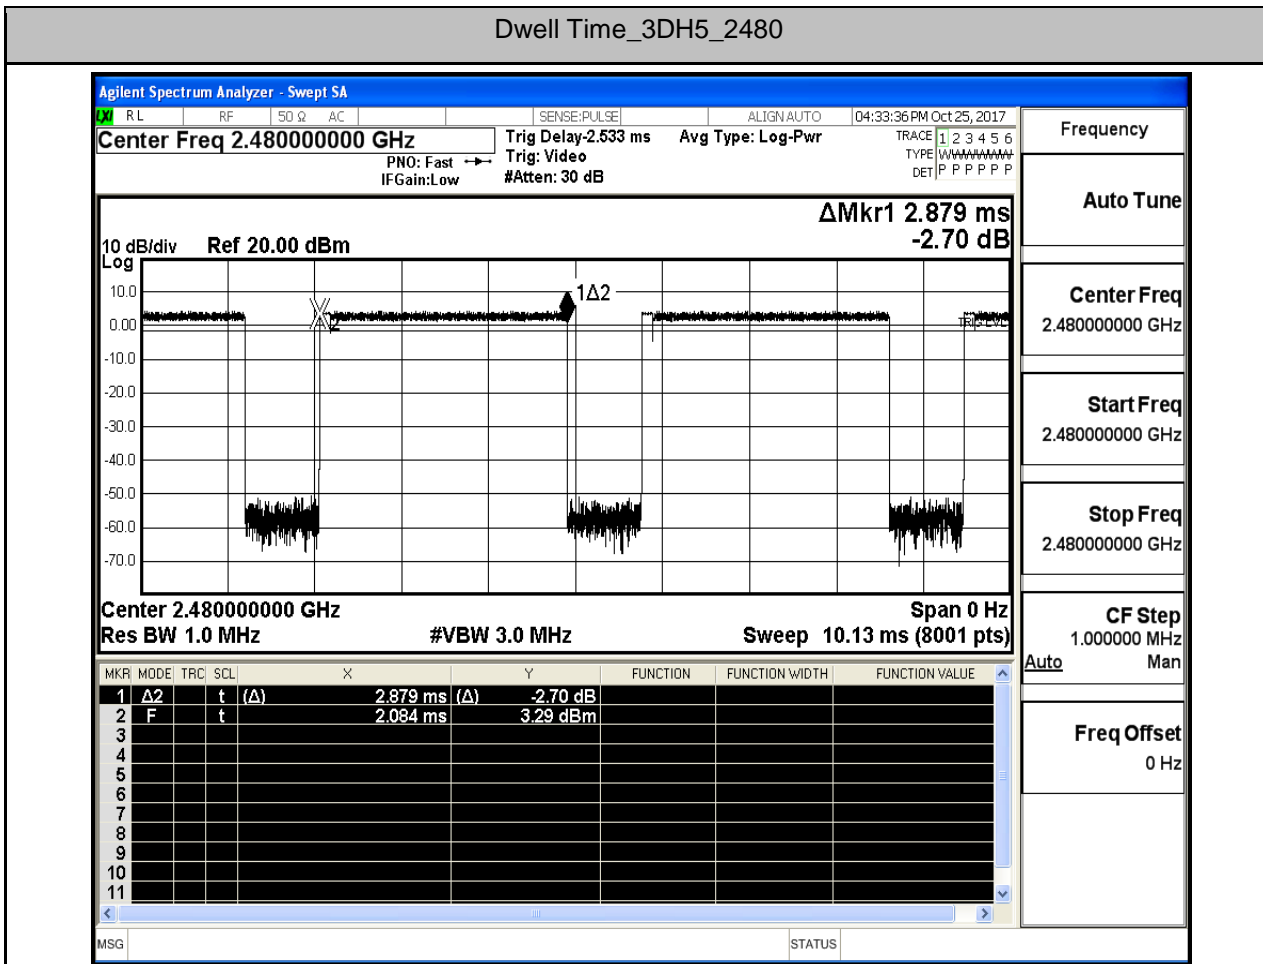 Dwell Time_3DH5_2480
Agilent Spectrum Analyzer - Swept SA
LXI RL RF 50 Ω AC SENSE:PULSE ALIGN AUTO 04:33:36 PM Oct 25, 2017
Center Freq 2.480000000 GHz Trig Delay-2.533 ms Avg Type: Log-Pwr TRACE 1 2 3 4 5 6
PNO: Fast Trig: Video TYPE WWWWWW
IFGain:Low #Atten: 30 dB DET P P P P P P
ΔMkr1 2.879 ms
-2.70 dB
10 dB/div Ref 20.00 dBm
Log
10.0
0.00
-10.0
-20.0
-30.0
-40.0
-50.0
-60.0
-70.0
1Δ2
2
TRIG LVL
Center 2.480000000 GHz Span 0 Hz
Res BW 1.0 MHz #VBW 3.0 MHz Sweep 10.13 ms (8001 pts)
MKR MODE TRC SCL X Y FUNCTION FUNCTION WIDTH FUNCTION VALUE
1 Δ2 t (Δ) 2.879 ms (Δ) -2.70 dB
2 F t 2.084 ms 3.29 dBm
3
4
5
6
7
8
9
10
11
MSG STATUS
Frequency
Auto Tune
Center Freq
2.480000000 GHz
Start Freq
2.480000000 GHz
Stop Freq
2.480000000 GHz
CF Step
1.000000 MHz
Auto Man
Freq Offset
0 Hz